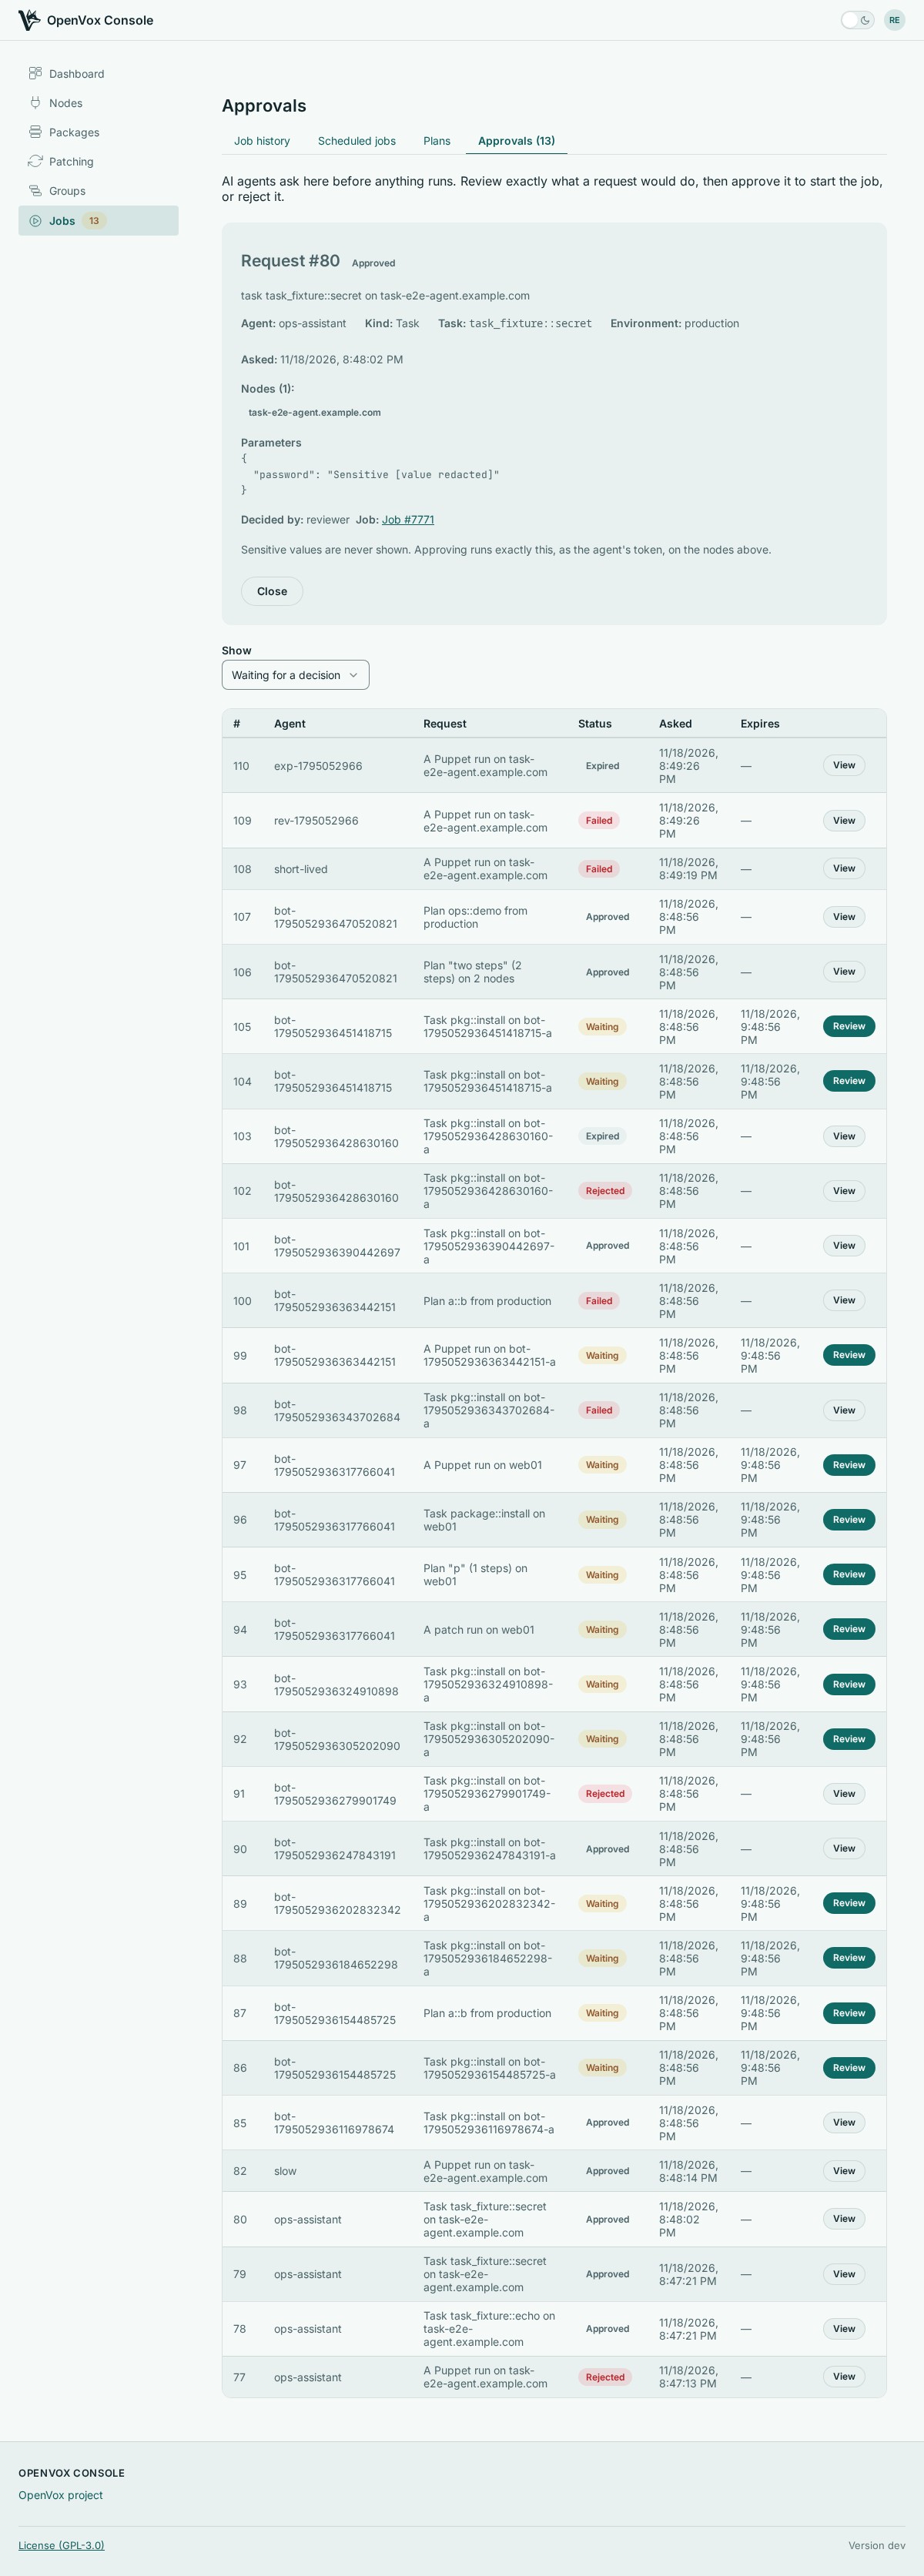 OpenVox Console
RE
Dashboard
Nodes
Packages
Patching
Groups
Jobs 13
Approvals
Job history Scheduled jobs Plans Approvals (13)
AI agents ask here before anything runs. Review exactly what a request would do, then approve it to start the job,
or reject it.
Request #80 Approved
task task_fixture::secret on task-e2e-agent.example.com
Agent: ops-assistant Kind: Task Task: task_fixture::secret Environment: production
Asked: 11/18/2026, 8:48:02 PM
Nodes (1):
task-e2e-agent.example.com
Parameters
{
"password": "Sensitive [value redacted]"
}
Decided by: reviewer Job: Job #7771
Sensitive values are never shown. Approving runs exactly this, as the agent's token, on the nodes above.
Close
Show
Waiting for a decision
# Agent Request Status Asked Expires
110 exp-1795052966 A Puppet run on task-e2e-agent.example.com Expired 11/18/2026, 8:49:26 PM — View
109 rev-1795052966 A Puppet run on task-e2e-agent.example.com Failed 11/18/2026, 8:49:26 PM — View
108 short-lived A Puppet run on task-e2e-agent.example.com Failed 11/18/2026, 8:49:19 PM — View
107 bot-1795052936470520821 Plan ops::demo from production Approved 11/18/2026, 8:48:56 PM — View
106 bot-1795052936470520821 Plan "two steps" (2 steps) on 2 nodes Approved 11/18/2026, 8:48:56 PM — View
105 bot-1795052936451418715 Task pkg::install on bot-1795052936451418715-a Waiting 11/18/2026, 8:48:56 PM 11/18/2026, 9:48:56 PM Review
104 bot-1795052936451418715 Task pkg::install on bot-1795052936451418715-a Waiting 11/18/2026, 8:48:56 PM 11/18/2026, 9:48:56 PM Review
103 bot-1795052936428630160 Task pkg::install on bot-1795052936428630160-a Expired 11/18/2026, 8:48:56 PM — View
102 bot-1795052936428630160 Task pkg::install on bot-1795052936428630160-a Rejected 11/18/2026, 8:48:56 PM — View
101 bot-1795052936390442697 Task pkg::install on bot-1795052936390442697-a Approved 11/18/2026, 8:48:56 PM — View
100 bot-1795052936363442151 Plan a::b from production Failed 11/18/2026, 8:48:56 PM — View
99 bot-1795052936363442151 A Puppet run on bot-1795052936363442151-a Waiting 11/18/2026, 8:48:56 PM 11/18/2026, 9:48:56 PM Review
98 bot-1795052936343702684 Task pkg::install on bot-1795052936343702684-a Failed 11/18/2026, 8:48:56 PM — View
97 bot-1795052936317766041 A Puppet run on web01 Waiting 11/18/2026, 8:48:56 PM 11/18/2026, 9:48:56 PM Review
96 bot-1795052936317766041 Task package::install on web01 Waiting 11/18/2026, 8:48:56 PM 11/18/2026, 9:48:56 PM Review
95 bot-1795052936317766041 Plan "p" (1 steps) on web01 Waiting 11/18/2026, 8:48:56 PM 11/18/2026, 9:48:56 PM Review
94 bot-1795052936317766041 A patch run on web01 Waiting 11/18/2026, 8:48:56 PM 11/18/2026, 9:48:56 PM Review
93 bot-1795052936324910898 Task pkg::install on bot-1795052936324910898-a Waiting 11/18/2026, 8:48:56 PM 11/18/2026, 9:48:56 PM Review
92 bot-1795052936305202090 Task pkg::install on bot-1795052936305202090-a Waiting 11/18/2026, 8:48:56 PM 11/18/2026, 9:48:56 PM Review
91 bot-1795052936279901749 Task pkg::install on bot-1795052936279901749-a Rejected 11/18/2026, 8:48:56 PM — View
90 bot-1795052936247843191 Task pkg::install on bot-1795052936247843191-a Approved 11/18/2026, 8:48:56 PM — View
89 bot-1795052936202832342 Task pkg::install on bot-1795052936202832342-a Waiting 11/18/2026, 8:48:56 PM 11/18/2026, 9:48:56 PM Review
88 bot-1795052936184652298 Task pkg::install on bot-1795052936184652298-a Waiting 11/18/2026, 8:48:56 PM 11/18/2026, 9:48:56 PM Review
87 bot-1795052936154485725 Plan a::b from production Waiting 11/18/2026, 8:48:56 PM 11/18/2026, 9:48:56 PM Review
86 bot-1795052936154485725 Task pkg::install on bot-1795052936154485725-a Waiting 11/18/2026, 8:48:56 PM 11/18/2026, 9:48:56 PM Review
85 bot-1795052936116978674 Task pkg::install on bot-1795052936116978674-a Approved 11/18/2026, 8:48:56 PM — View
82 slow A Puppet run on task-e2e-agent.example.com Approved 11/18/2026, 8:48:14 PM — View
80 ops-assistant Task task_fixture::secret on task-e2e-agent.example.com Approved 11/18/2026, 8:48:02 PM — View
79 ops-assistant Task task_fixture::secret on task-e2e-agent.example.com Approved 11/18/2026, 8:47:21 PM — View
78 ops-assistant Task task_fixture::echo on task-e2e-agent.example.com Approved 11/18/2026, 8:47:21 PM — View
77 ops-assistant A Puppet run on task-e2e-agent.example.com Rejected 11/18/2026, 8:47:13 PM — View
OPENVOX CONSOLE
OpenVox project
License (GPL-3.0) Version dev